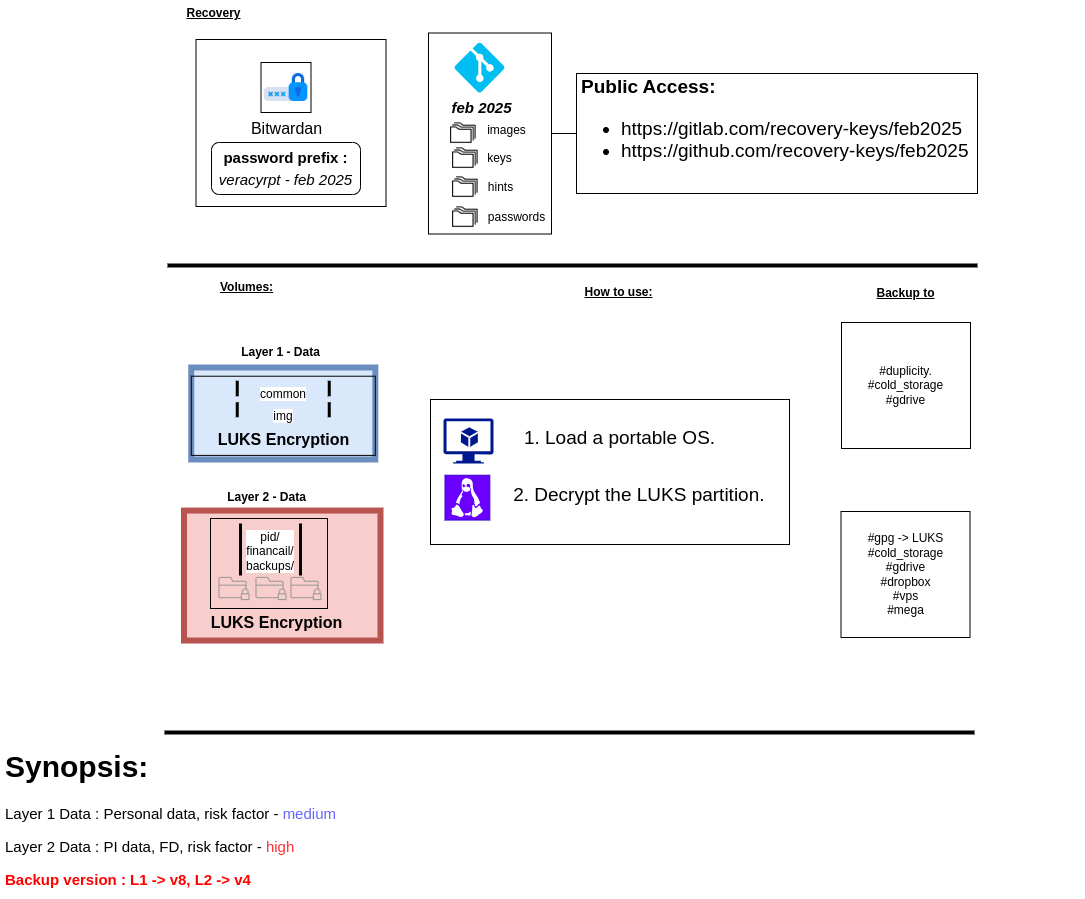 Recovery
Bitwardan
password prefix :
veracyrpt - feb 2025
feb 2025
images
keys
hints
passwords
Public Access:
https://gitlab.com/recovery-keys/feb2025
https://github.com/recovery-keys/feb2025
Volumes:
How to use:
Backup to
Layer 1 - Data
common
img
LUKS Encryption
#duplicity.
#cold_storage
#gdrive
1. Load a portable OS.
2. Decrypt the LUKS partition.
Layer 2 - Data
pid/
financail/
backups/
LUKS Encryption
#gpg -> LUKS
#cold_storage
#gdrive
#dropbox
#vps
#mega
Synopsis:
Layer 1 Data : Personal data, risk factor - medium
Layer 2 Data : PI data, FD, risk factor - high
Backup version : L1 -> v8, L2 -> v4